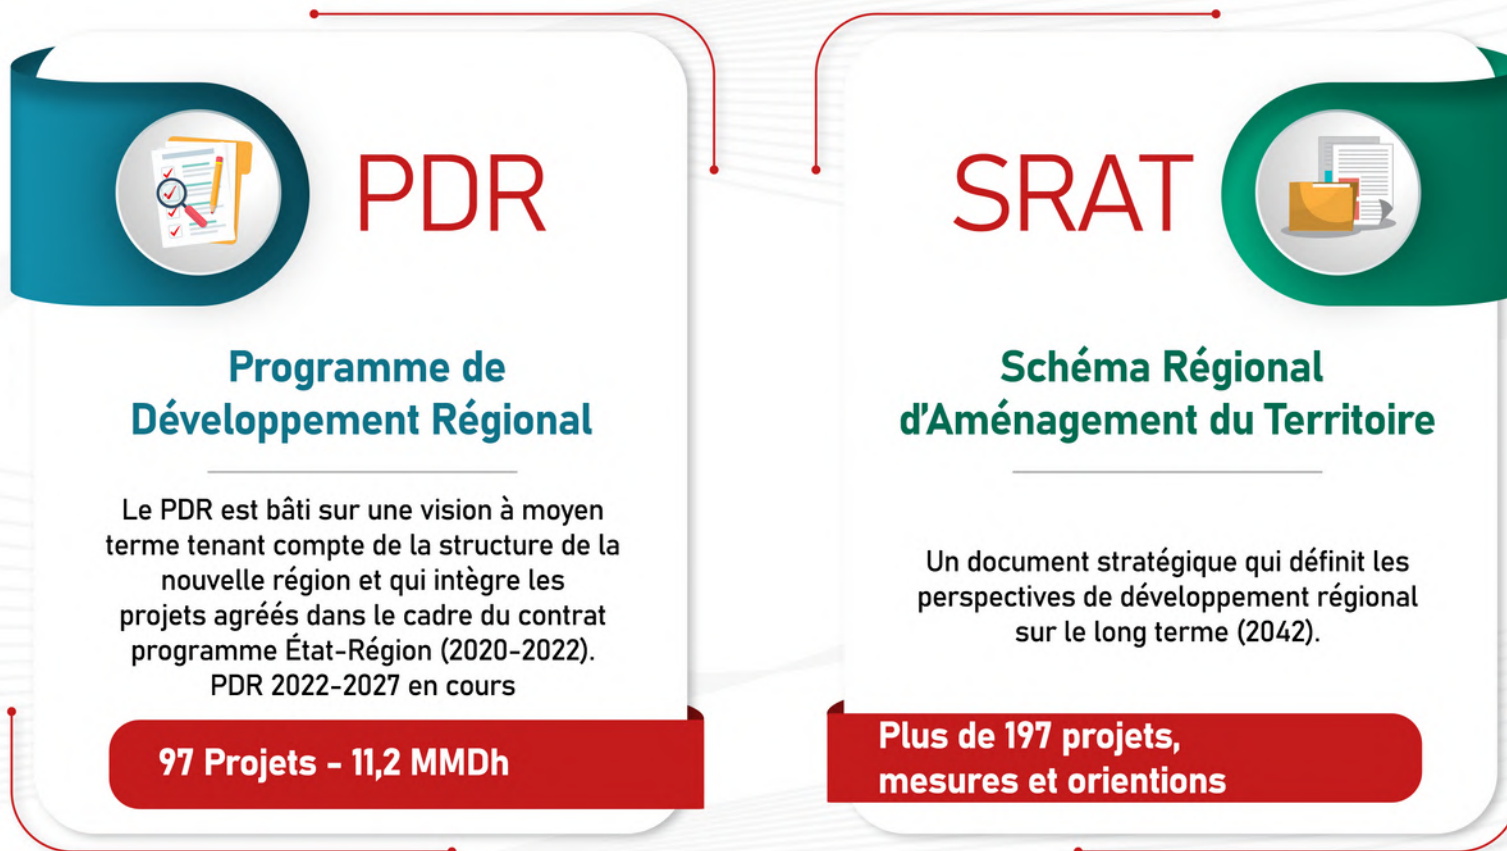 PDR
Programme de
Développement Régional
Le PDR est bâti sur une vision à moyen
terme tenant compte de la structure de la
nouvelle région et qui intègre les
projets agréés dans le cadre du contrat
programme État-Région (2020-2022).
PDR 2022-2027 en cours
97 Projets - 11,2 MMDh
SRAT
Schéma Régional
d'Aménagement du Territoire
Un document stratégique qui définit les
perspectives de développement régional
sur le long terme (2042).
Plus de 197 projets,
mesures et orientions